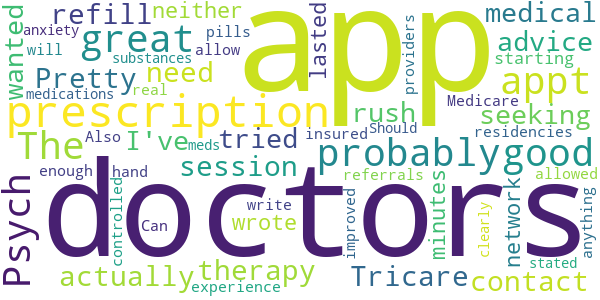 refill neither app medical
anxiety pills lasted providers
wanted will great substances allow advice
Pretty need appt starting
medications real
prescription rush Medicare seeking
The I've tried insured Should residencies
meds probably good
enough Also hand session referrals allowed
Psych doctors
controlled Can write minutes network clearly anything
wrote improved stated
actually therapy Tricare contact
experience